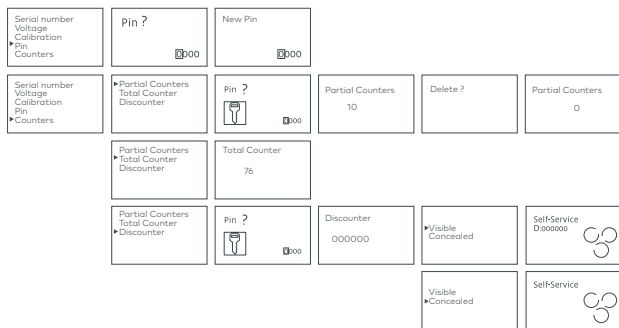 Serial number
Voltage
Calibration
Pin
Counters
Pin ?
0000
New Pin
0000
Serial number
Voltage
Calibration
Pin
Counters
Partial Counters
Total Counter
Discounter
Pin ?
0000
Partial Counters
10
Delete ?
Partial Counters
0
Partial Counters
Total Counter
Discounter
Total Counter
76
Partial Counters
Total Counter
Discounter
Pin ?
0000
Discounter
000000
Visible
Concealed
Self-Service
D:000000
Visible
Concealed
Self-Service